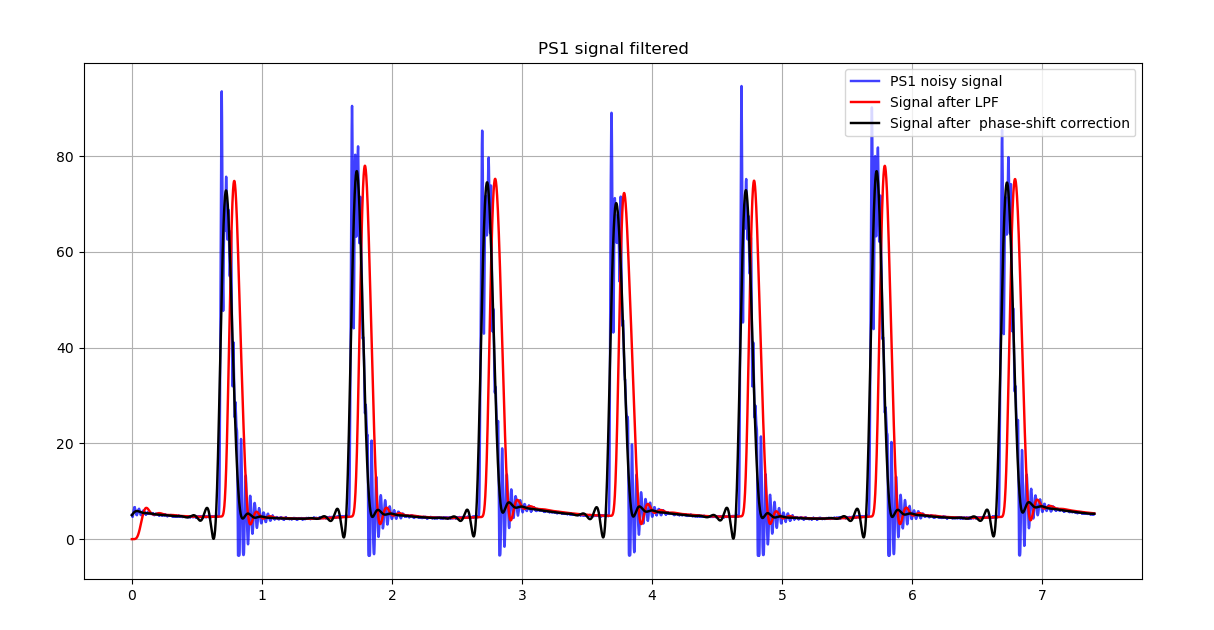 PS1 signal filtered
PS1 noisy signal
Signal after LPF
Signal after  phase-shift correction
80
60
40
20
0
0 1 2 3 4 5 6 7